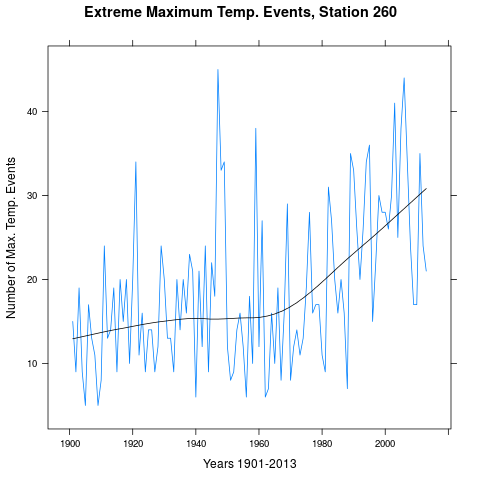 Extreme Maximum Temp. Events, Station 260
Number of Max. Temp. Events
40
30
20
10
1900 1920 1940 1960 1980 2000
Years 1901-2013